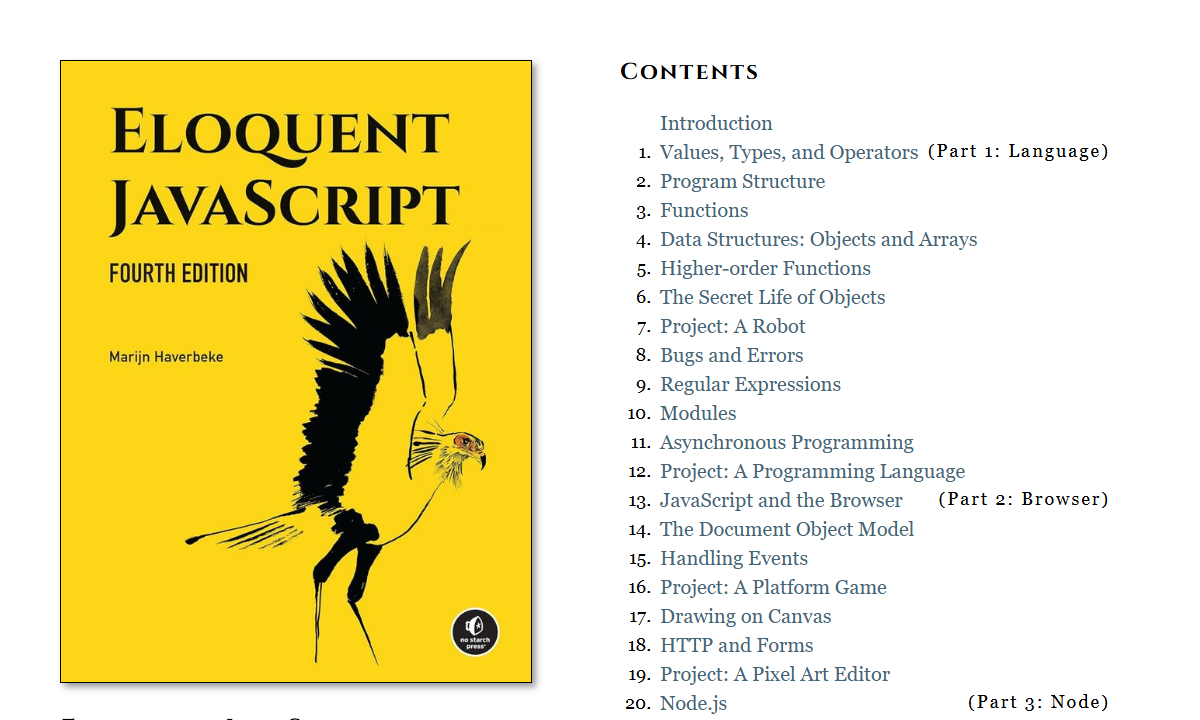 ELOQUENT
JAVASCRIPT
FOURTH EDITION
Marijn Haverbeke
no starch
press
CONTENTS
Introduction
1. Values, Types, and Operators (Part 1: Language)
2. Program Structure
3. Functions
4. Data Structures: Objects and Arrays
5. Higher-order Functions
6. The Secret Life of Objects
7. Project: A Robot
8. Bugs and Errors
9. Regular Expressions
10. Modules
11. Asynchronous Programming
12. Project: A Programming Language
13. JavaScript and the Browser (Part 2: Browser)
14. The Document Object Model
15. Handling Events
16. Project: A Platform Game
17. Drawing on Canvas
18. HTTP and Forms
19. Project: A Pixel Art Editor
20. Node.js (Part 3: Node)